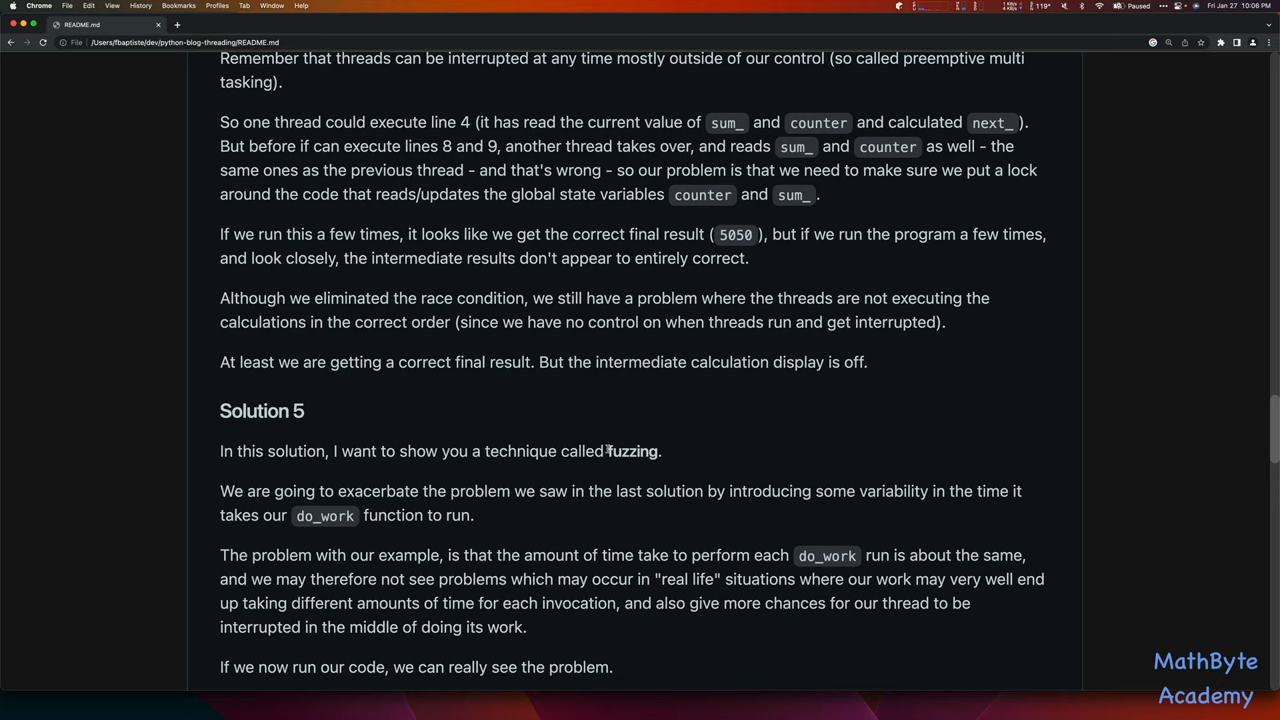 Chrome File Edit View History Bookmarks Profiles Tab Window Help 1 KB/s 4 KB/s 119° Paused Fri Jan 27 10:06 PM
README.md
File /Users/fbaptiste/dev/python-blog-threading/README.md
Remember that threads can be interrupted at any time mostly outside of our control (so called preemptive multi
tasking).
So one thread could execute line 4 (it has read the current value of sum_ and counter and calculated next_).
But before if can execute lines 8 and 9, another thread takes over, and reads sum_ and counter as well - the
same ones as the previous thread - and that's wrong - so our problem is that we need to make sure we put a lock
around the code that reads/updates the global state variables counter and sum_.
If we run this a few times, it looks like we get the correct final result (5050), but if we run the program a few times,
and look closely, the intermediate results don't appear to entirely correct.
Although we eliminated the race condition, we still have a problem where the threads are not executing the
calculations in the correct order (since we have no control on when threads run and get interrupted).
At least we are getting a correct final result. But the intermediate calculation display is off.
Solution 5
In this solution, I want to show you a technique called fuzzing.
We are going to exacerbate the problem we saw in the last solution by introducing some variability in the time it
takes our do_work function to run.
The problem with our example, is that the amount of time take to perform each do_work run is about the same,
and we may therefore not see problems which may occur in "real life" situations where our work may very well end
up taking different amounts of time for each invocation, and also give more chances for our thread to be
interrupted in the middle of doing its work.
If we now run our code, we can really see the problem.
MathByte
Academy